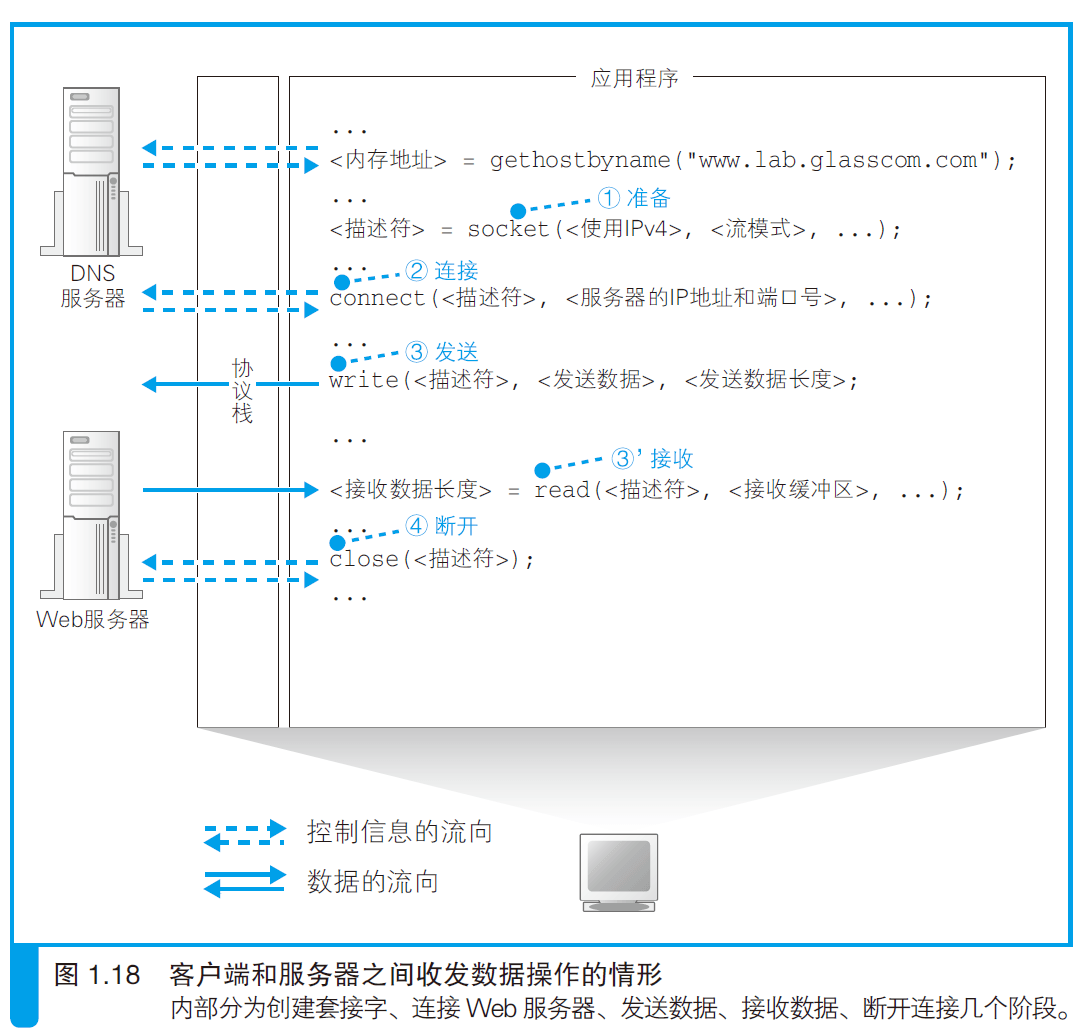 应用程序
...
<内存地址> = gethostbyname("www.lab.glasscom.com");
...
① 准备
<描述符> = socket(<使用IPv4>, <流模式>, ...);
DNS
服务器
...
② 连接
connect(<描述符>, <服务器的IP地址和端口号>, ...);
...
③ 发送
write(<描述符>, <发送数据>, <发送数据长度>;
协议栈
...
③’ 接收
<接收数据长度> = read(<描述符>, <接收缓冲区>, ...);
...
④ 断开
close(<描述符>);
...
Web服务器
控制信息的流向
数据的流向
图 1.18 客户端和服务器之间收发数据操作的情形
内部分为创建套接字、连接 Web 服务器、发送数据、接收数据、断开连接几个阶段。